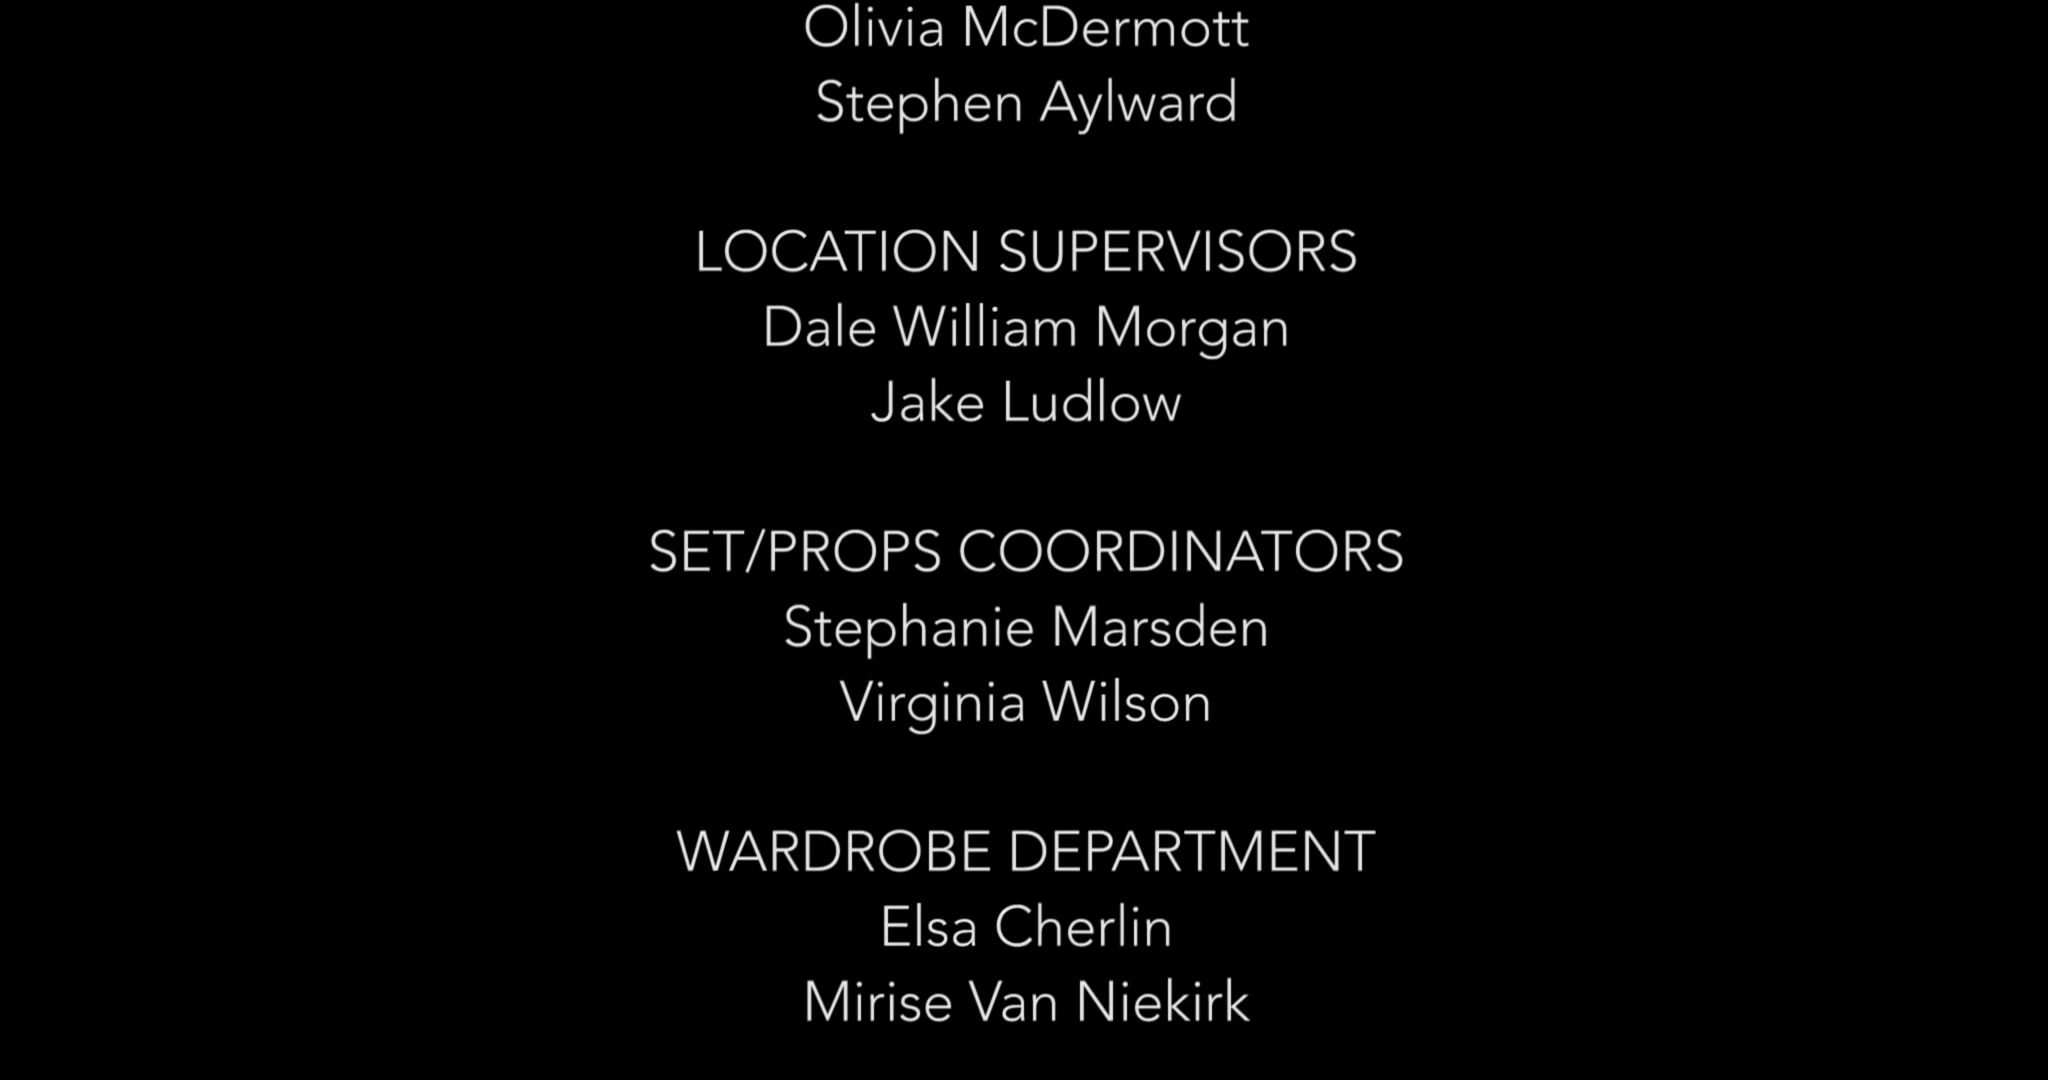 Olivia McDermott
Stephen Aylward
LOCATION SUPERVISORS
Dale William Morgan
Jake Ludlow
SET/PROPS COORDINATORS
Stephanie Marsden
Virginia Wilson
WARDROBE DEPARTMENT
Elsa Cherlin
Mirise Van Niekirk